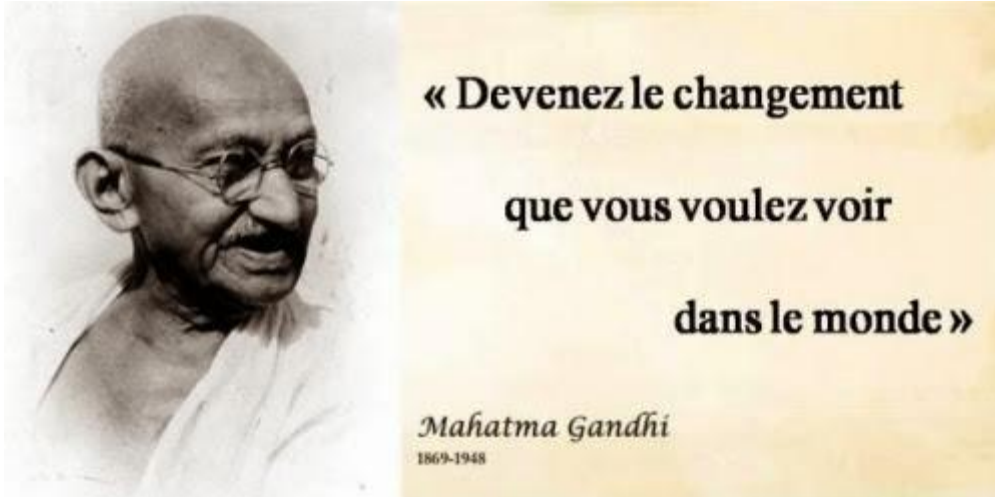 « Devenez le changement
que vous voulez voir
dans le monde »
Mahatma Gandhi
1869-1948